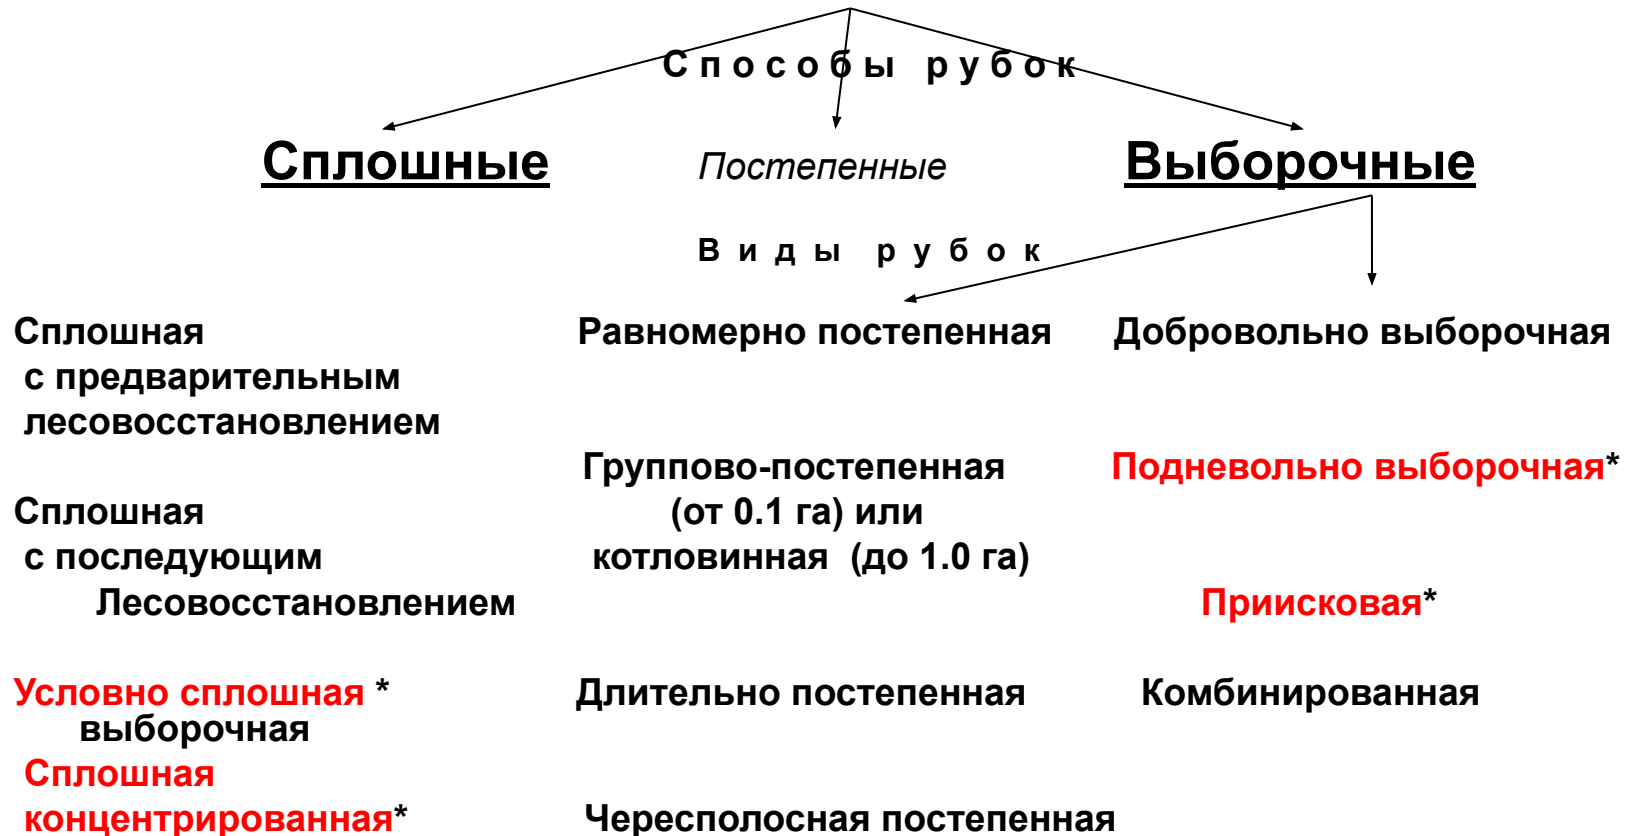 Способы рубок
Сплошные Постепенные Выборочные
Виды рубок
Сплошная Равномерно постепенная Добровольно выборочная
с предварительным
лесовосстановлением
Группово-постепенная Подневольно выборочная*
Сплошная (от 0.1 га) или
с последующим котловинная (до 1.0 га)
Лесовосстановлением Приисковая*
Условно сплошная * Длительно постепенная Комбинированная
выборочная
Сплошная
концентрированная* Чересполосная постепенная